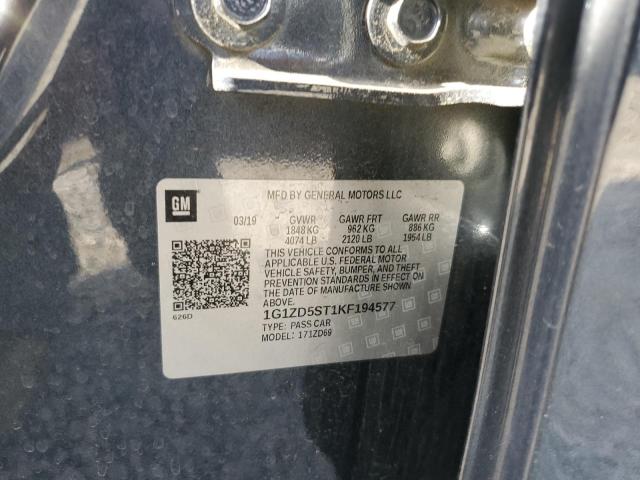 GM
MFD BY GENERAL MOTORS LLC
03/19 GVWR GAWR FRT GAWR RR
1848 KG 962 KG 886 KG
4074 LB 2120 LB 1954 LB
THIS VEHICLE CONFORMS TO ALL
APPLICABLE U.S. FEDERAL MOTOR
VEHICLE SAFETY, BUMPER, AND THEFT
PREVENTION STANDARDS IN EFFECT ON
THE DATE OF MANUFACTURE SHOWN
ABOVE.
626D
1G1ZD5ST1KF194577
TYPE: PASS CAR
MODEL: 171ZD69